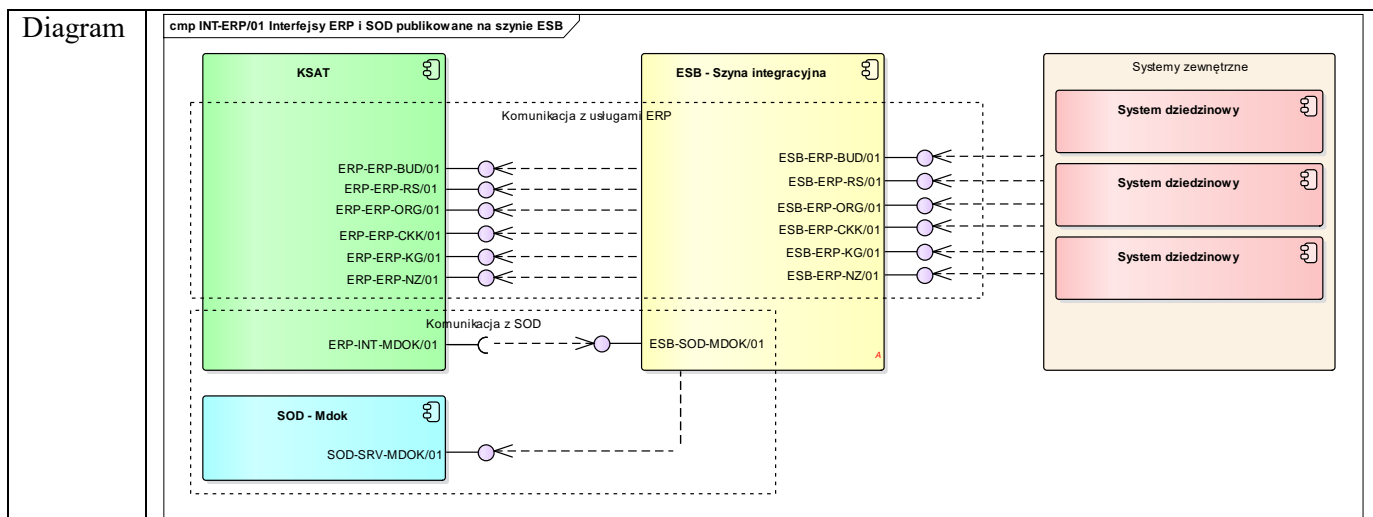 Diagram
cmp INT-ERP/01 Interfejsy ERP i SOD publikowane na szynie ESB
KSAT
ESB - Szyna integracyjna
Systemy zewnętrzne
System dziedzinowy
Komunikacja z usługami ERP
ERP-ERP-BUD/01
ERP-ERP-RS/01
ERP-ERP-ORG/01
ERP-ERP-CKK/01
ERP-ERP-KG/01
ERP-ERP-NZ/01
ESB-ERP-BUD/01
ESB-ERP-RS/01
ESB-ERP-ORG/01
ESB-ERP-CKK/01
ESB-ERP-KG/01
ESB-ERP-NZ/01
System dziedzinowy
System dziedzinowy
Komunikacja z SOD
ERP-INT-MDOK/01
ESB-SOD-MDOK/01
A
SOD - Mdok
SOD-SRV-MDOK/01